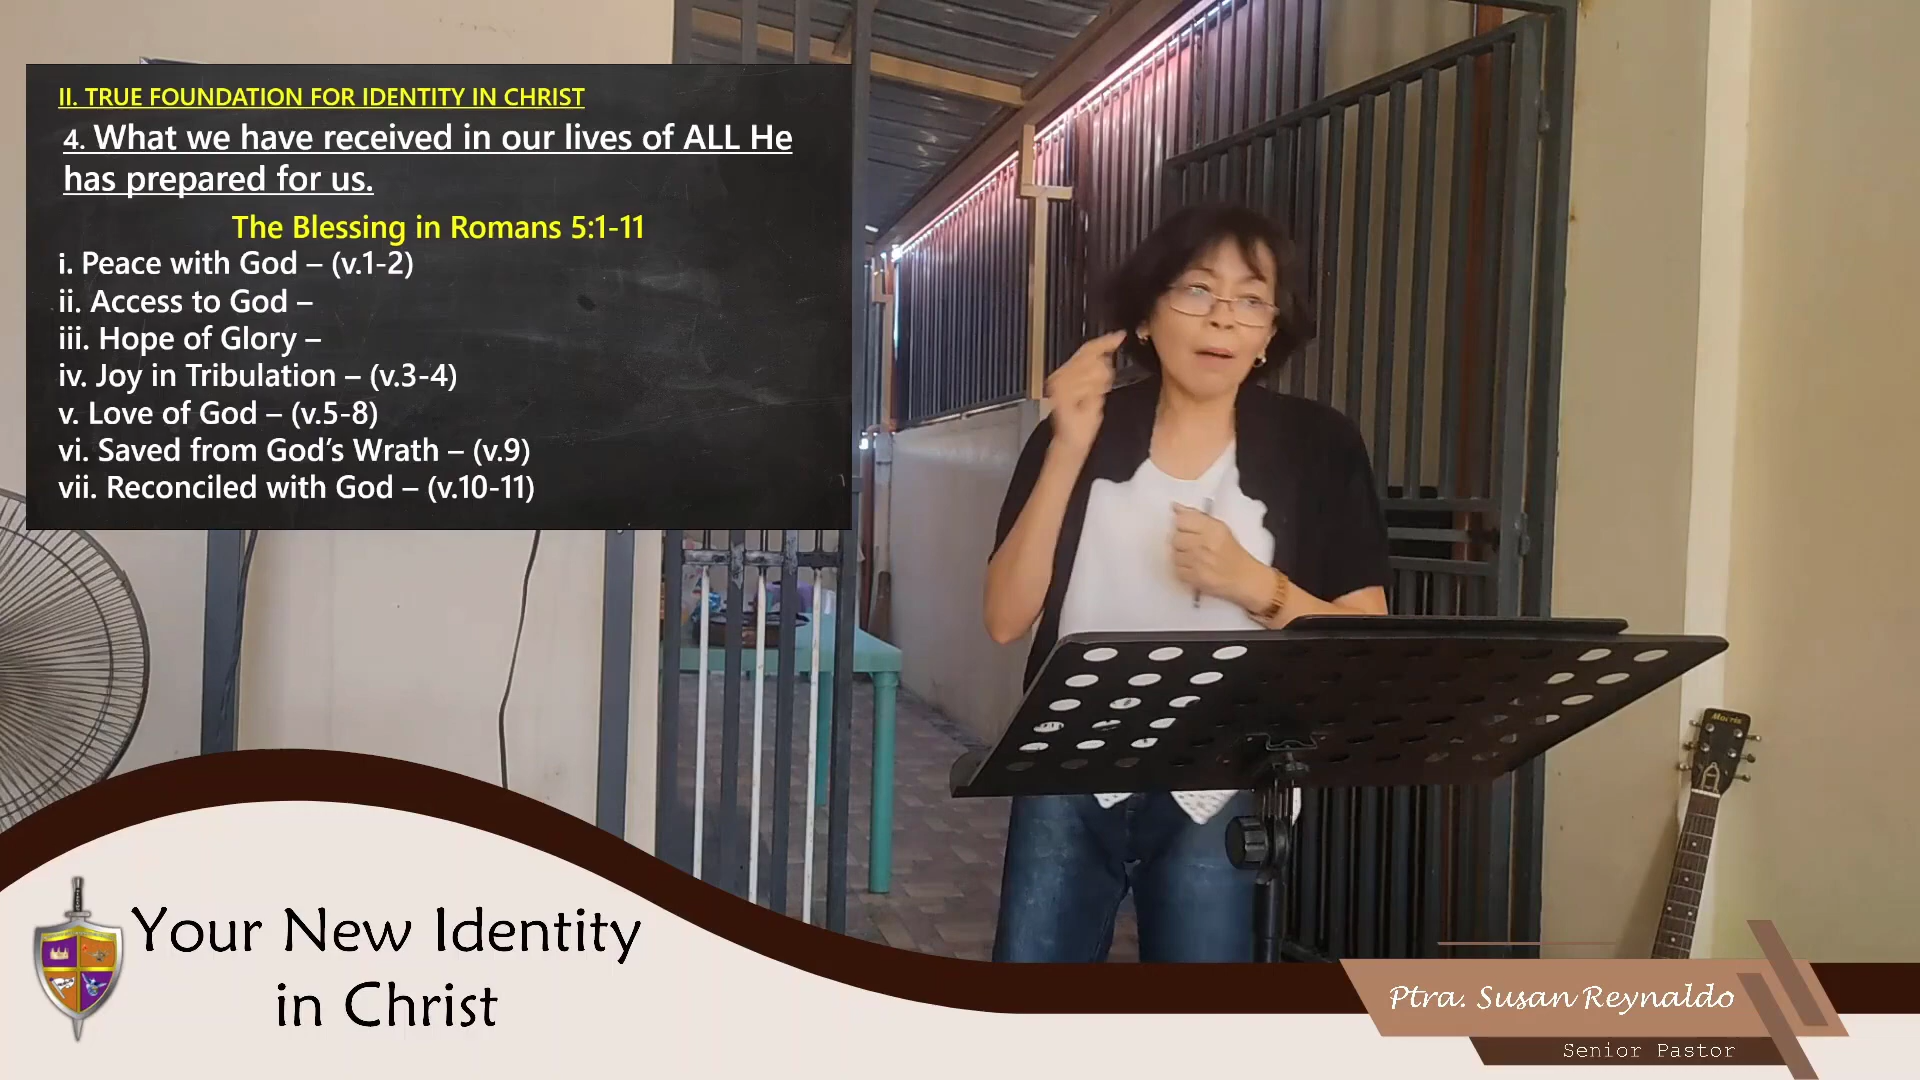 II. TRUE FOUNDATION FOR IDENTITY IN CHRIST
4. What we have received in our lives of ALL He
has prepared for us.
The Blessing in Romans 5:1-11
i. Peace with God – (v.1-2)
ii. Access to God –
iii. Hope of Glory –
iv. Joy in Tribulation – (v.3-4)
v. Love of God – (v.5-8)
vi. Saved from God’s Wrath – (v.9)
vii. Reconciled with God – (v.10-11)
Your New Identity
in Christ
Ptra. Susan Reynaldo
Senior Pastor